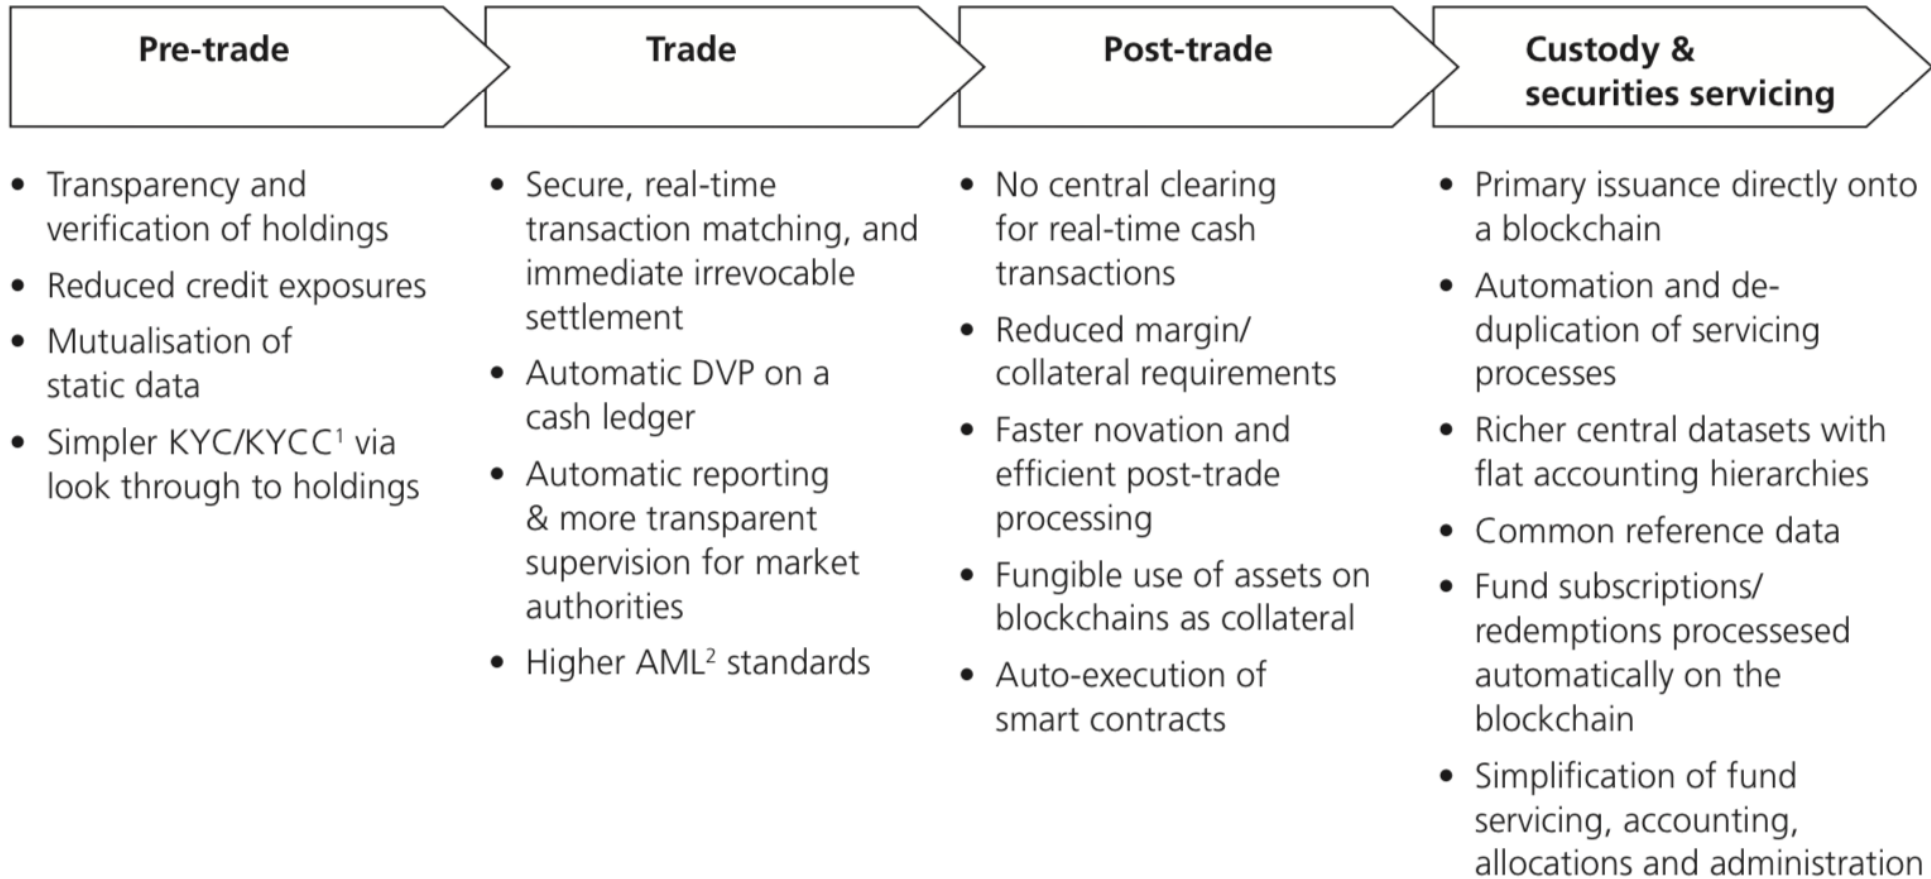 Pre-trade
• Transparency and
verification of holdings
• Reduced credit exposures
• Mutualisation of
static data
• Simpler KYC/KYCC¹ via
look through to holdings
Trade
• Secure, real-time
transaction matching, and
immediate irrevocable
settlement
• Automatic DVP on a
cash ledger
• Automatic reporting
& more transparent
supervision for market
authorities
• Higher AML² standards
Post-trade
• No central clearing
for real-time cash
transactions
• Reduced margin/
collateral requirements
• Faster novation and
efficient post-trade
processing
• Fungible use of assets on
blockchains as collateral
• Auto-execution of
smart contracts
Custody &
securities servicing
• Primary issuance directly onto
a blockchain
• Automation and de-
duplication of servicing
processes
• Richer central datasets with
flat accounting hierarchies
• Common reference data
• Fund subscriptions/
redemptions processesed
automatically on the
blockchain
• Simplification of fund
servicing, accounting,
allocations and administration